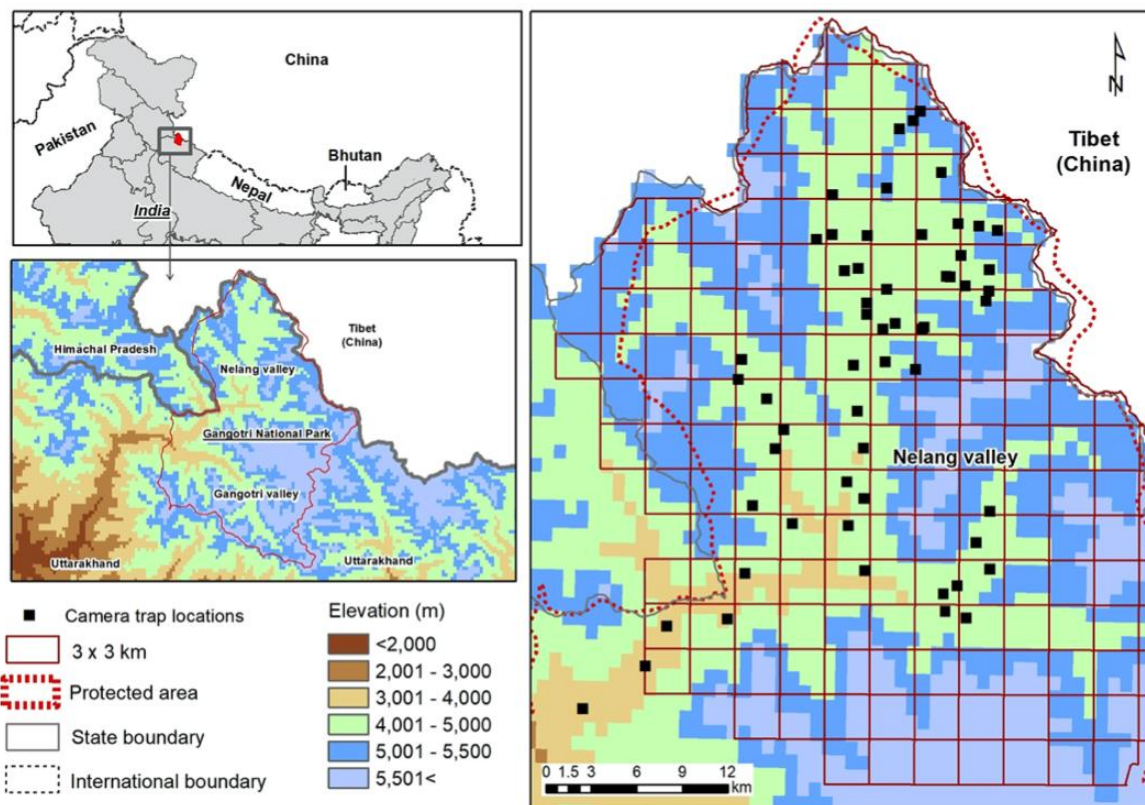 China
Pakistan
Nepal
Bhutan
India
Himachal Pradesh
Nelang valley
Tibet
(China)
Gangotri National Park
Gangotri valley
Uttarakhand
Uttarakhand
Camera trap locations
3 x 3 km
Protected area
State boundary
International boundary
Elevation (m)
<2,000
2,001 - 3,000
3,001 - 4,000
4,001 - 5,000
5,001 - 5,500
5,501<
N
Tibet
(China)
Nelang valley
0 1.5 3 6 9 12
km